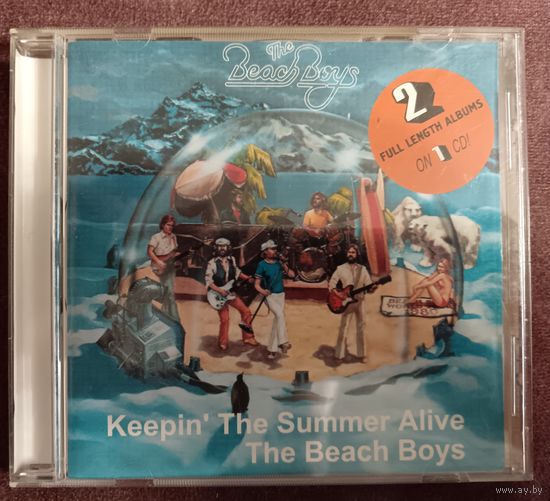 The
Beach Boys
2
FULL LENGTH ALBUMS
ON 1 CD!
Keepin' The Summer Alive
The Beach Boys
www.ay.by